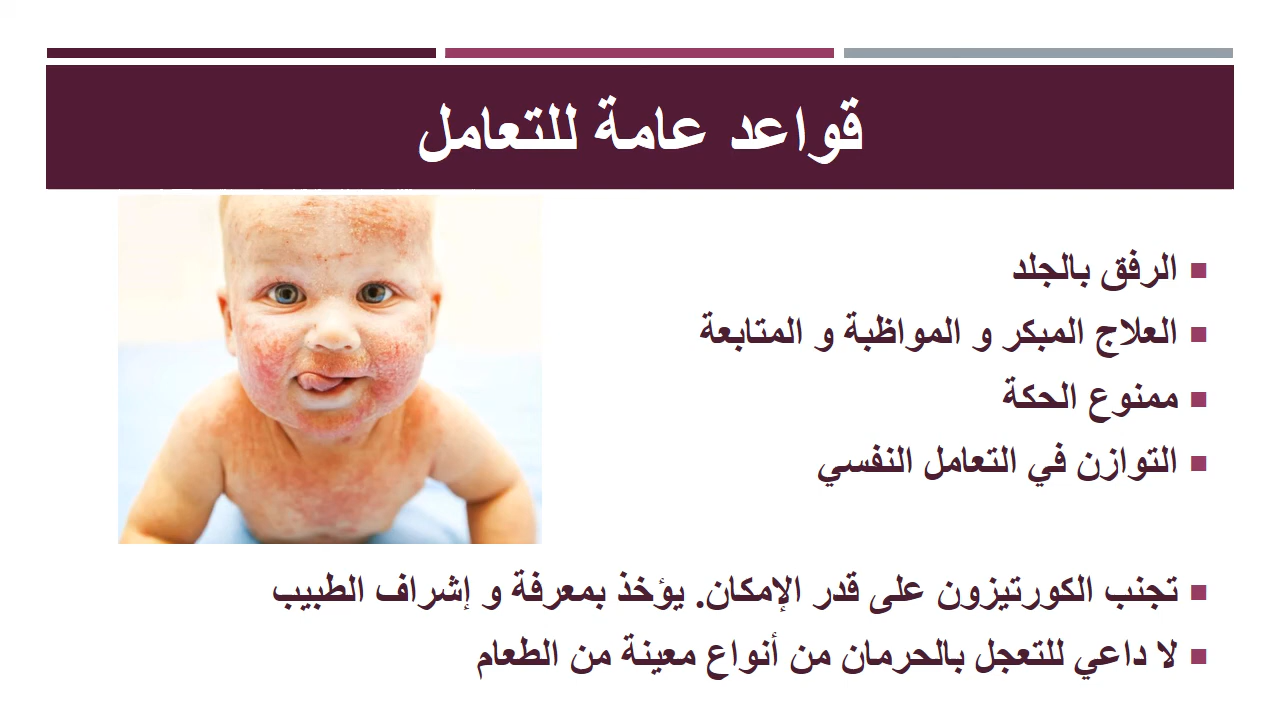 قواعد عامة للتعامل
الرفق بالجلد
العلاج المبكر و المواظبة و المتابعة
ممنوع الحكة
التوازن في التعامل النفسي
تجنب الكورتيزون على قدر الإمكان. يؤخذ بمعرفة و إشراف الطبيب
لا داعي للتعجل بالحرمان من أنواع معينة من الطعام